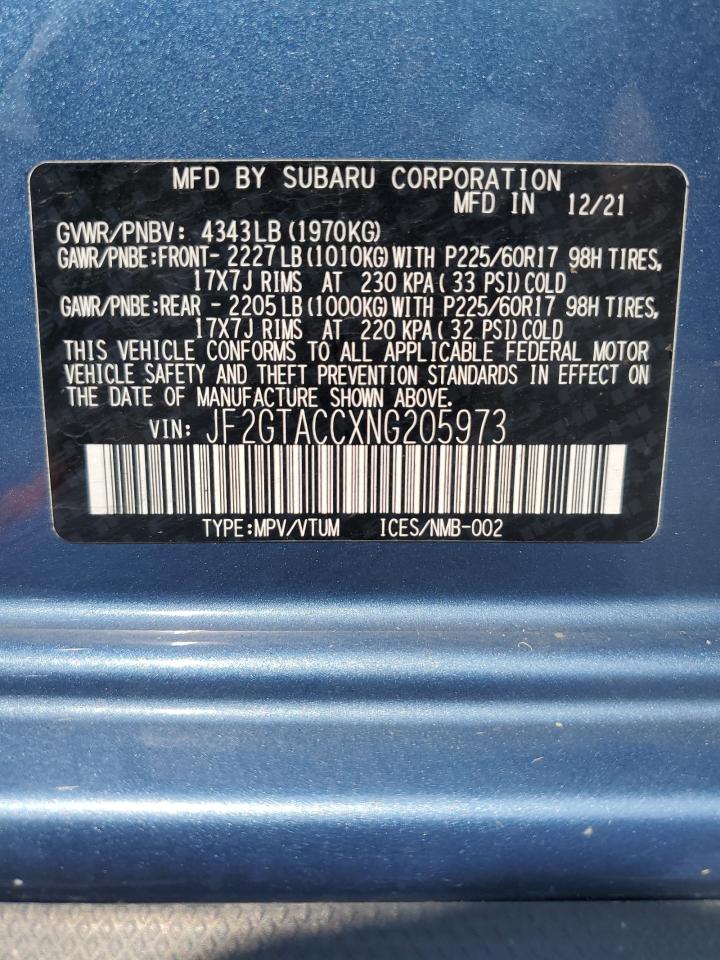 MFD BY SUBARU CORPORATION
MFD IN 12/21
GVWR/PNBV: 4343LB(1970KG)
GAWR/PNBE:FRONT- 2227LB(1010KG)WITH P225/60R17 98H TIRES,
17X7J RIMS AT 230 KPA(33 PSI)COLD
GAWR/PNBE:REAR - 2205LB(1000KG)WITH P225/60R17 98H TIRES,
17X7J RIMS AT 220 KPA(32 PSI)COLD
THIS VEHICLE CONFORMS TO ALL APPLICABLE FEDERAL MOTOR
VEHICLE SAFETY AND THEFT PREVENTION STANDARDS IN EFFECT ON
THE DATE OF MANUFACTURE SHOWN ABOVE.
VIN: JF2GTACCXNG205973
TYPE:MPV/VTUM ICES/NMB-002